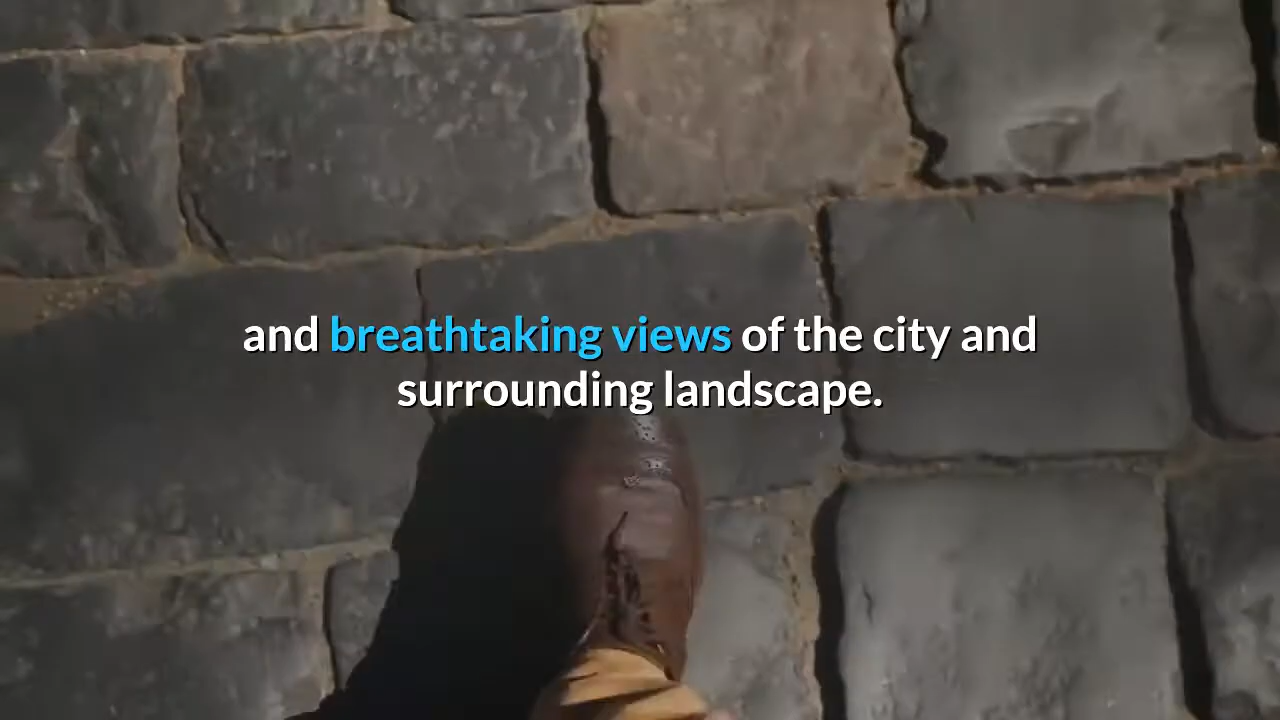 and breathtaking views of the city and
surrounding landscape.